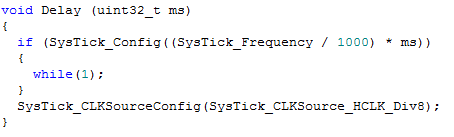 void Delay (uint32_t ms)
{
  if (SysTick_Config((SysTick_Frequency / 1000) * ms))
  {
    while(1);
  }
  SysTick_CLKSourceConfig(SysTick_CLKSource_HCLK_Div8);
}